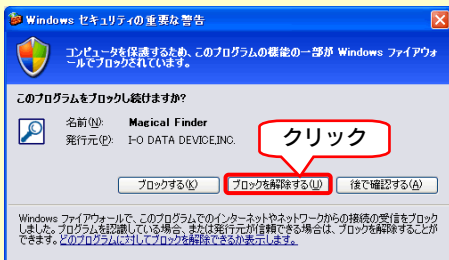 Windows セキュリティの重要な警告
コンピュータを保護するため、このプログラムの機能の一部が Windows ファイアウォ
ールでブロックされています。
このプログラムをブロックし続けますか?
名前(N): Magical Finder
発行元(P): I-O DATA DEVICE,INC.
クリック
ブロックする(K) ブロックを解除する(U) 後で確認する(A)
Windows ファイアウォールで、このプログラムでのインターネットやネットワークからの接続の受信をブロック
しました。プログラムを認識している場合、または発行元が信頼できる場合は、ブロックを解除することが
できます。どのプログラムに対してブロックを解除できるか表示します。